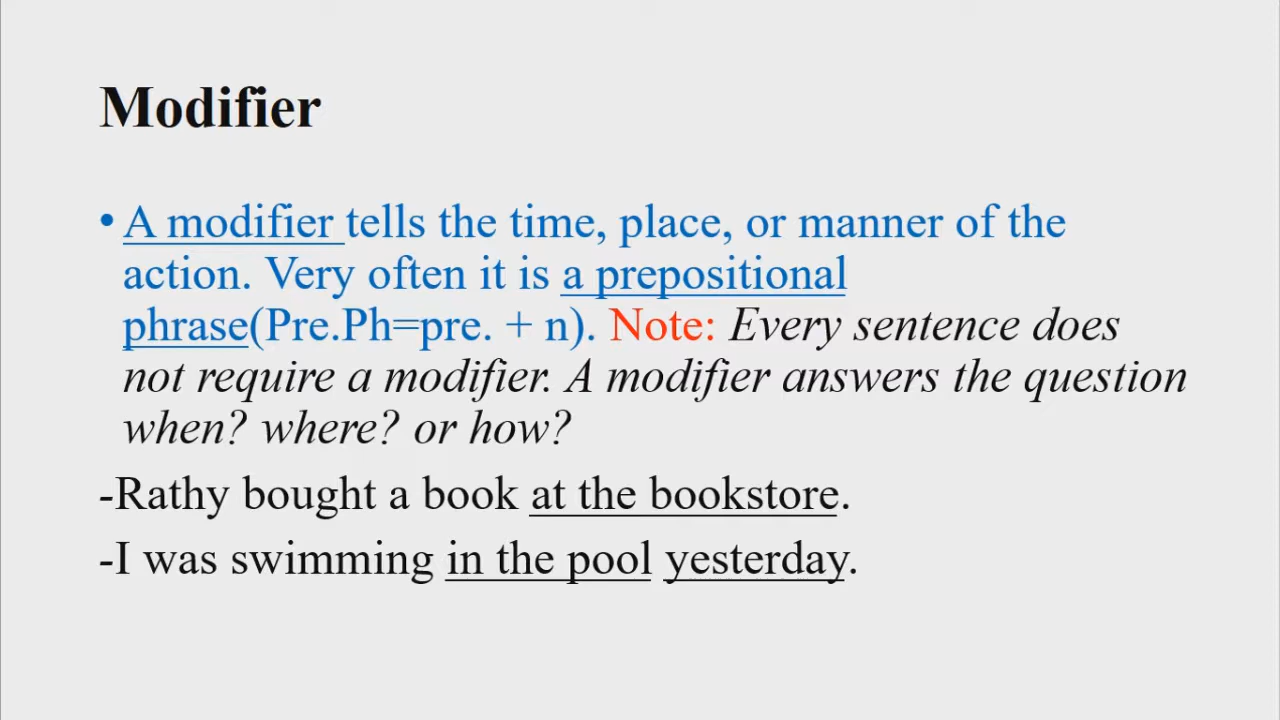 Modifier
• A modifier tells the time, place, or manner of the
action. Very often it is a prepositional
phrase(Pre.Ph=pre. + n). Note: Every sentence does
not require a modifier. A modifier answers the question
when? where? or how?
-Rathy bought a book at the bookstore.
-I was swimming in the pool yesterday.